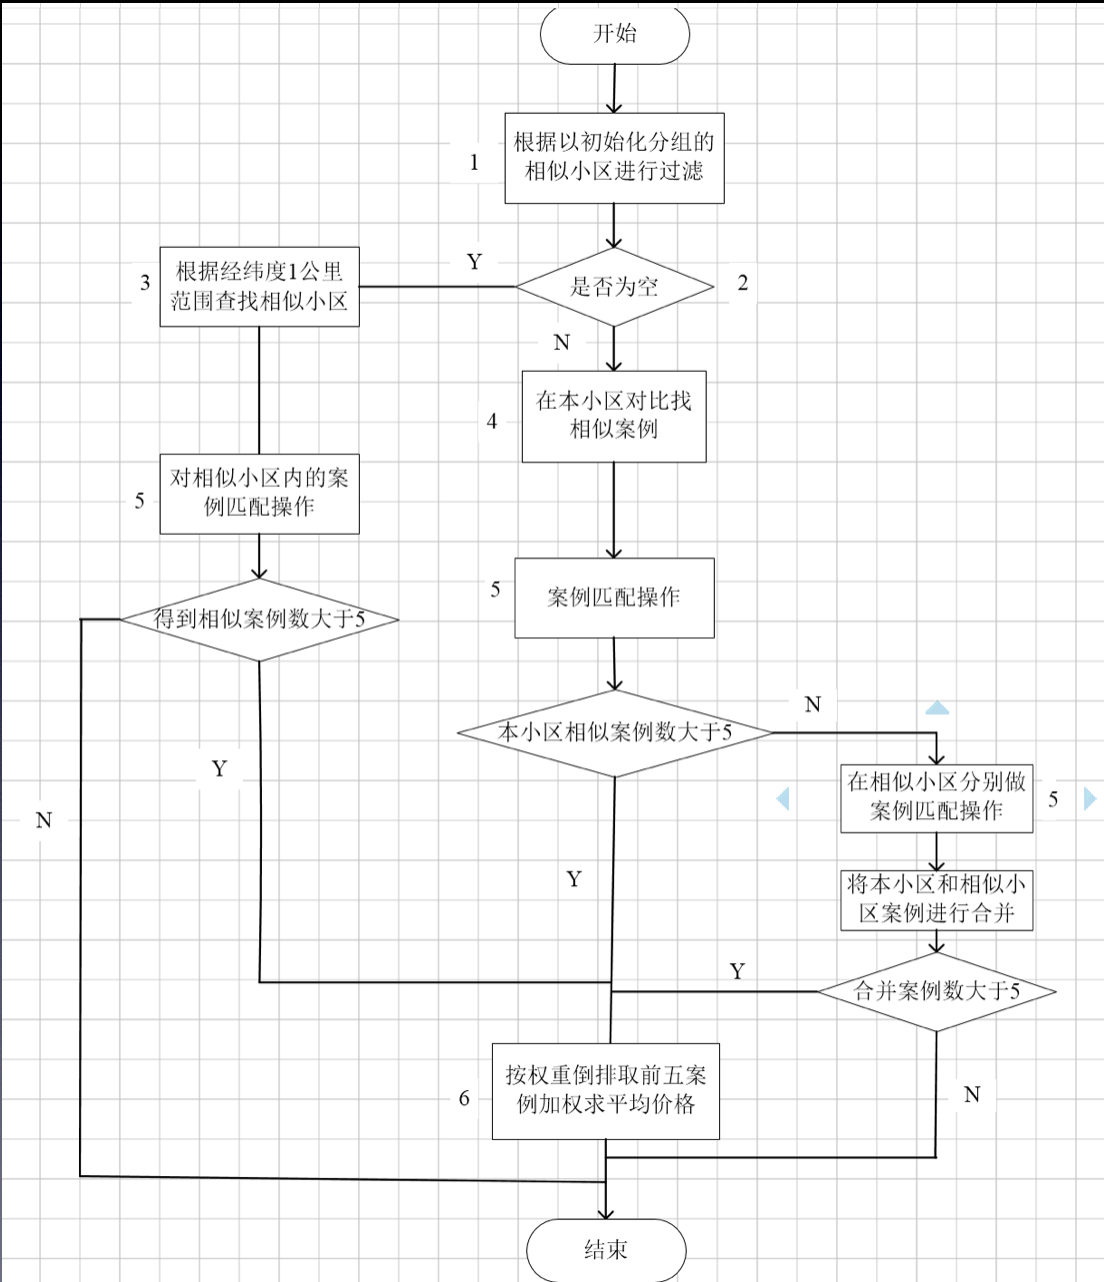 开始
1
根据以初始化分组的
相似小区进行过滤
Y
3
根据经纬度1公里
范围查找相似小区
是否为空
2
N
4
在本小区对比找
相似案例
5
对相似小区内的案
例匹配操作
5
案例匹配操作
得到相似案例数大于5
N
本小区相似案例数大于5
Y
在相似小区分别做
案例匹配操作
5
N
Y
将本小区和相似小
区案例进行合并
Y
合并案例数大于5
6
按权重倒排取前五案
例加权求平均价格
N
结束